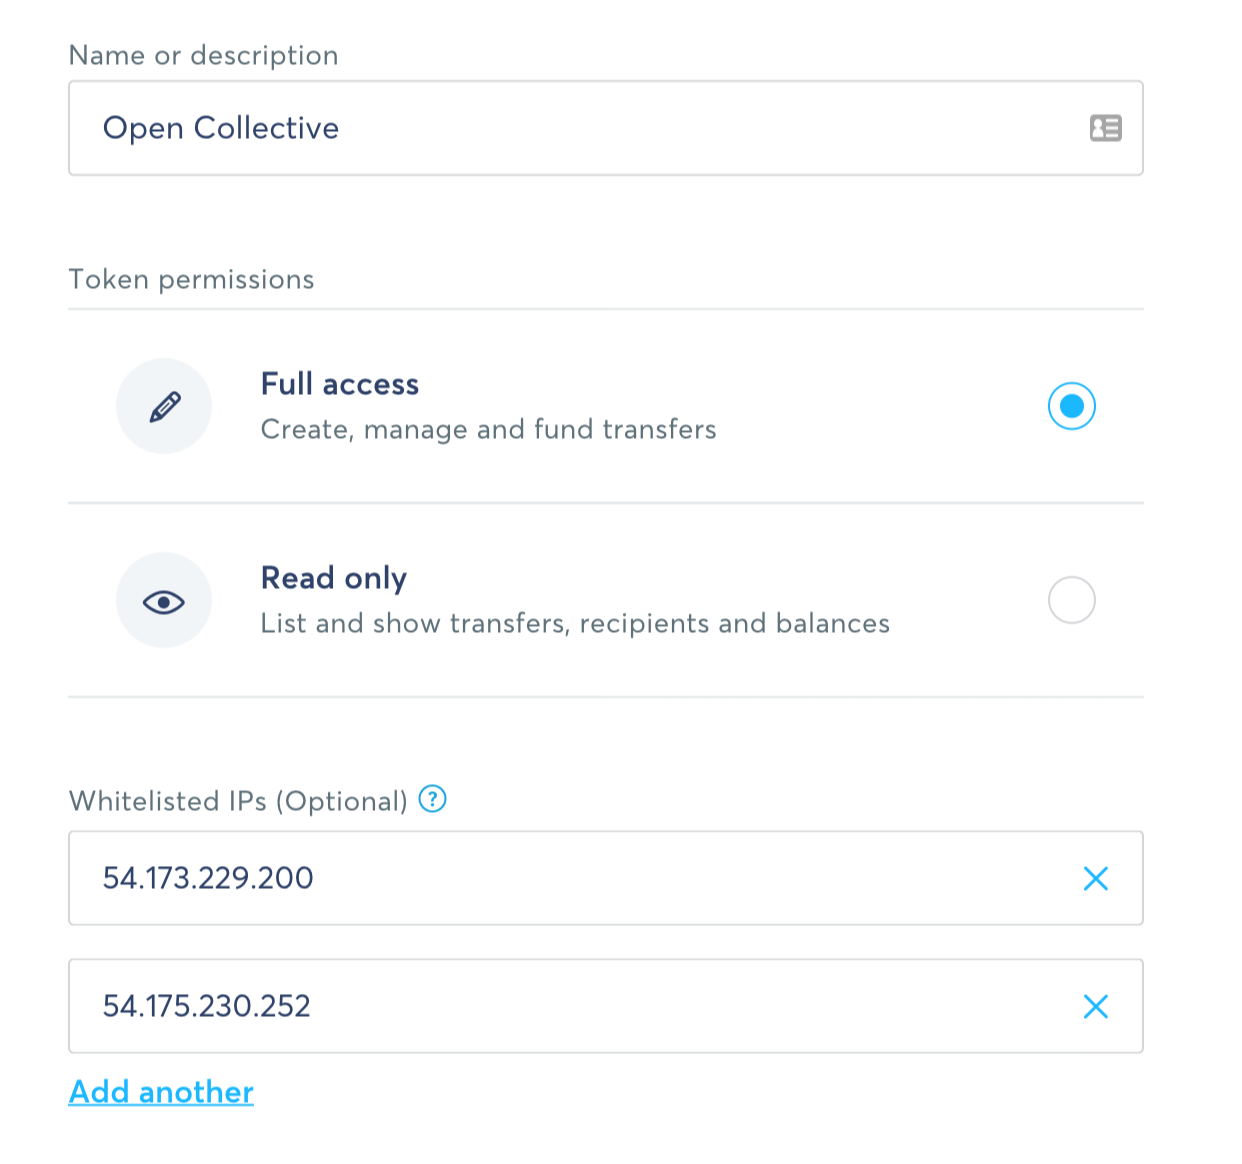 Name or description
Open Collective
Token permissions
Full access
Create, manage and fund transfers
Read only
List and show transfers, recipients and balances
Whitelisted IPs (Optional) ?
54.173.229.200
54.175.230.252
Add another